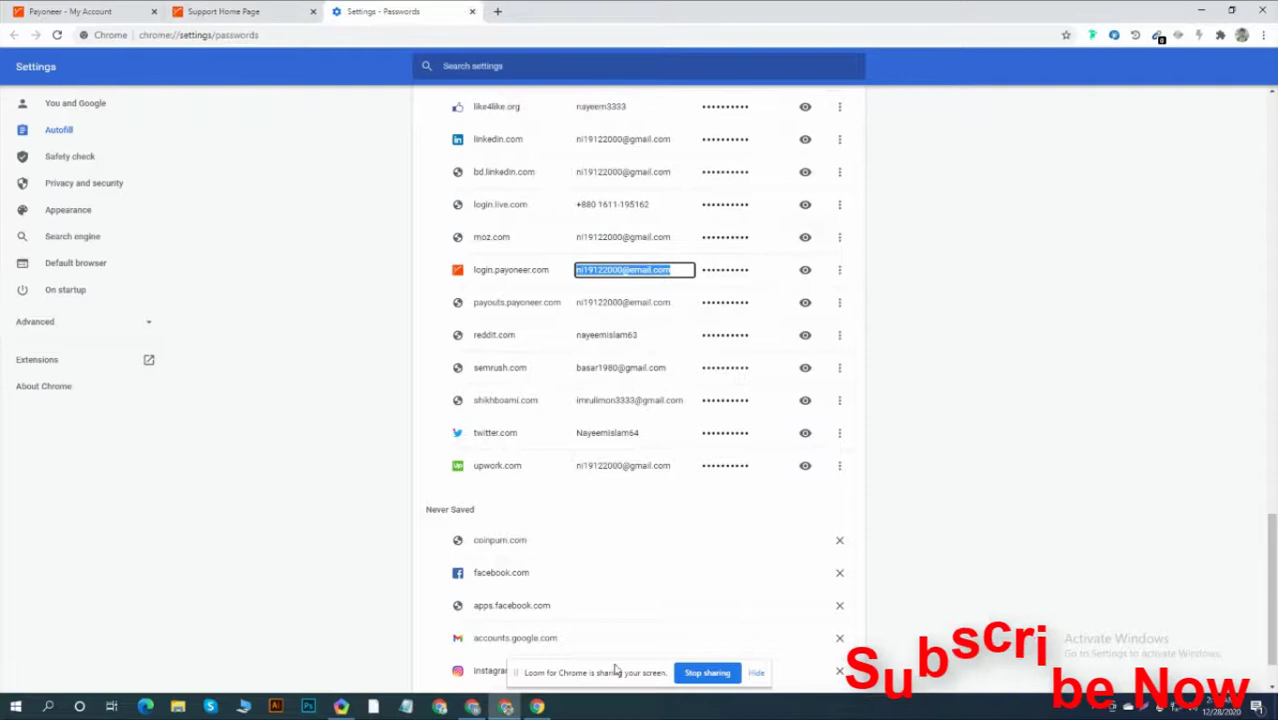 Payoneer - My Account
Support Home Page
Settings - Passwords
Chrome | chrome://settings/passwords
Settings
Search settings
You and Google
Autofill
Safety check
Privacy and security
Appearance
Search engine
Default browser
On startup
Advanced
Extensions
About Chrome
like4like.org nayeem3333 ••••••••••
linkedin.com ni19122000@gmail.com ••••••••••
bd.linkedin.com ni19122000@gmail.com ••••••••••
login.live.com +880 1611-195162 ••••••••••
moz.com ni19122000@gmail.com ••••••••••
login.payoneer.com ni19122000@email.com ••••••••••
payouts.payoneer.com ni19122000@email.com ••••••••••
reddit.com nayeemislam63 ••••••••••
semrush.com basar1980@gmail.com ••••••••••
shikhboami.com imrulimon3333@gmail.com ••••••••••
twitter.com Nayeemislam64 ••••••••••
upwork.com ni19122000@gmail.com ••••••••••
Never Saved
coinpum.com
facebook.com
apps.facebook.com
accounts.google.com
Loom for Chrome is sharing your screen. Stop sharing Hide
Activate Windows
Go to Settings to activate Windows.
Subscribe Now
12/28/2020